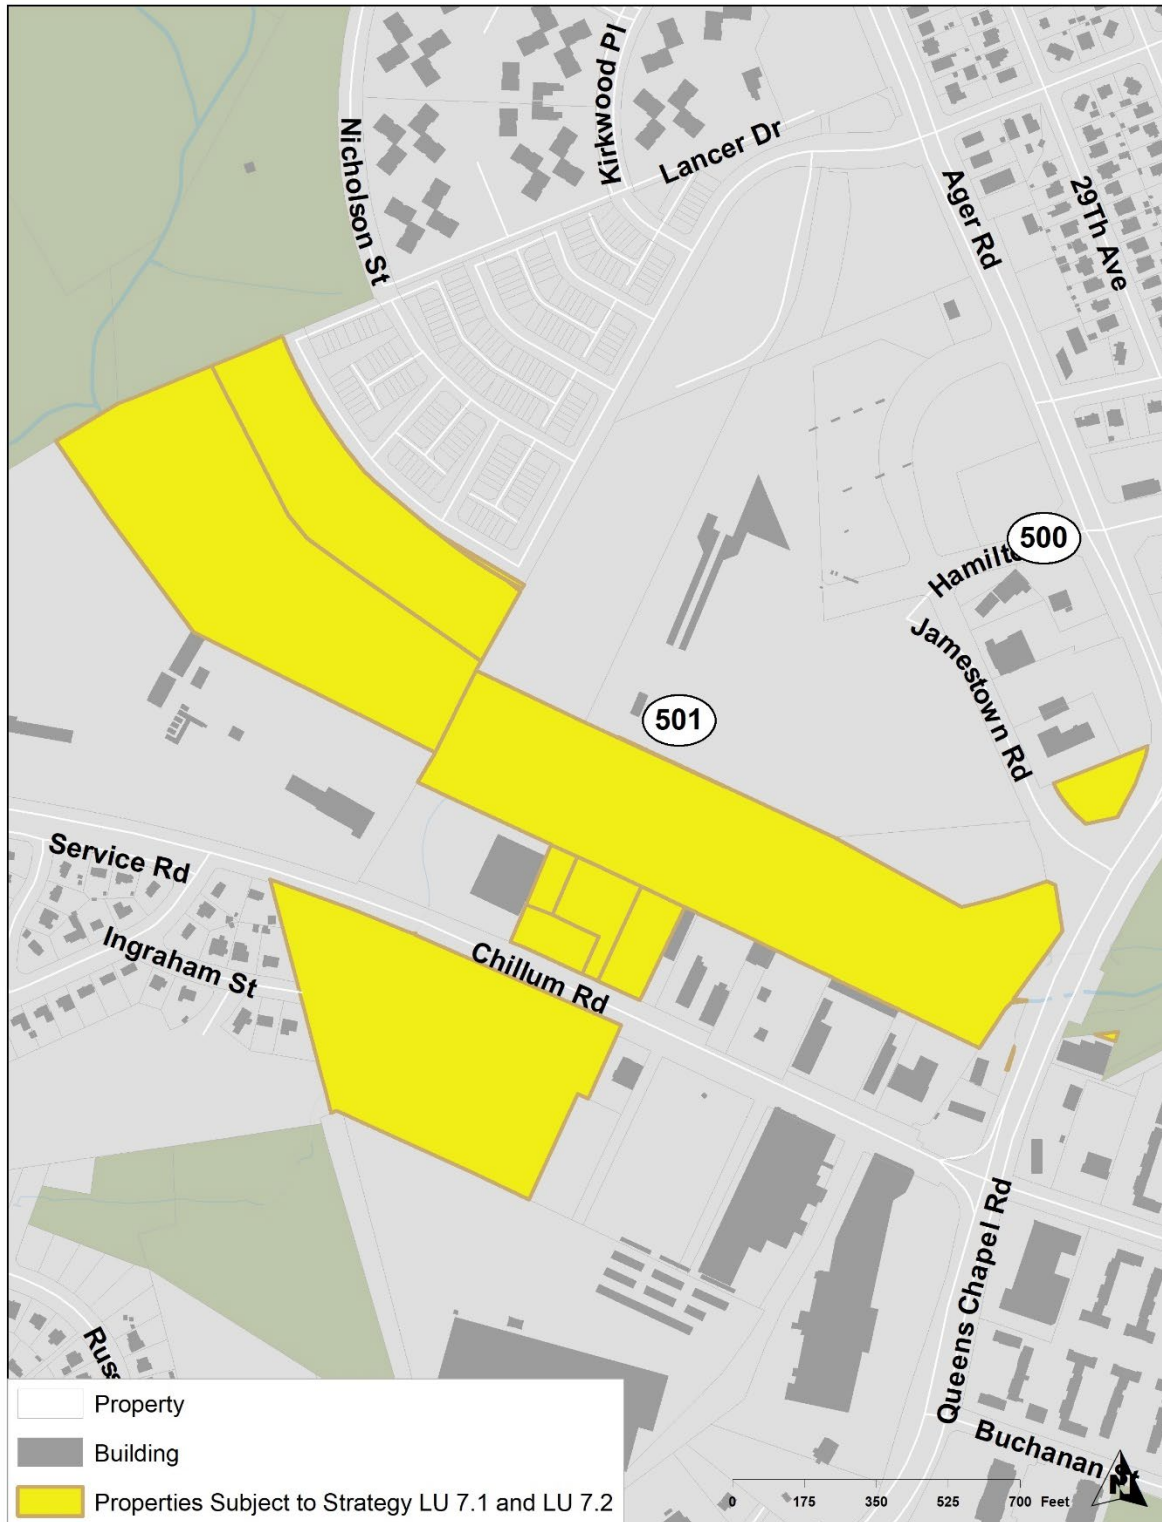 Kirkwood Pl
Nicholson St
Lancer Dr
Ager Rd
29Th Ave
500
Jamestown Rd
501
Service Rd
Ingraham St
Chillum Rd
Queens Chapel Rd
Buchanan St
N
Property
Building
Properties Subject to Strategy LU 7.1 and LU 7.2
0 175 350 525 700 Feet